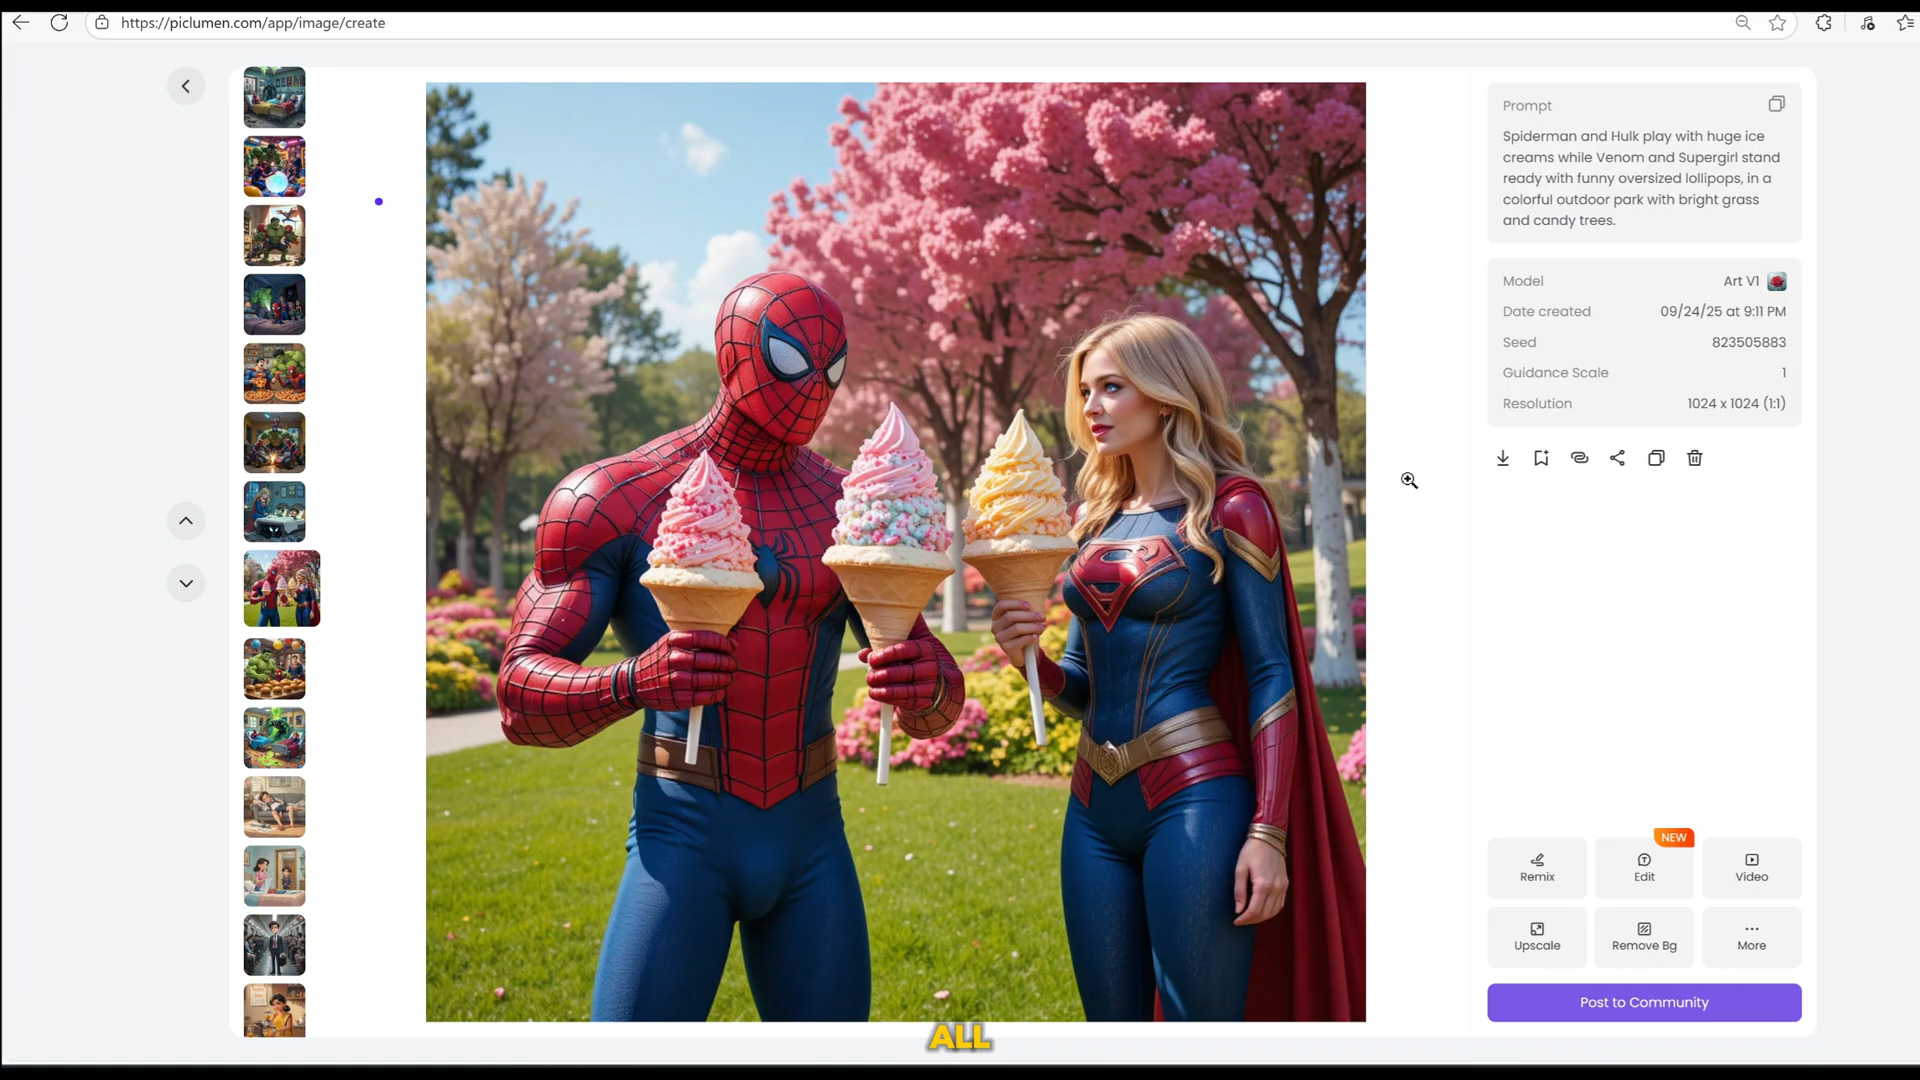 https://piclumen.com/app/image/create
Prompt
Spiderman and Hulk play with huge ice
creams while Venom and Supergirl stand
ready with funny oversized lollipops, in a
colorful outdoor park with bright grass
and candy trees.
Model Art V1
Date created 09/24/25 at 9:11 PM
Seed 823505883
Guidance Scale 1
Resolution 1024 x 1024 (1:1)
NEW
Remix Edit Video
Upscale Remove Bg More
Post to Community
ALL